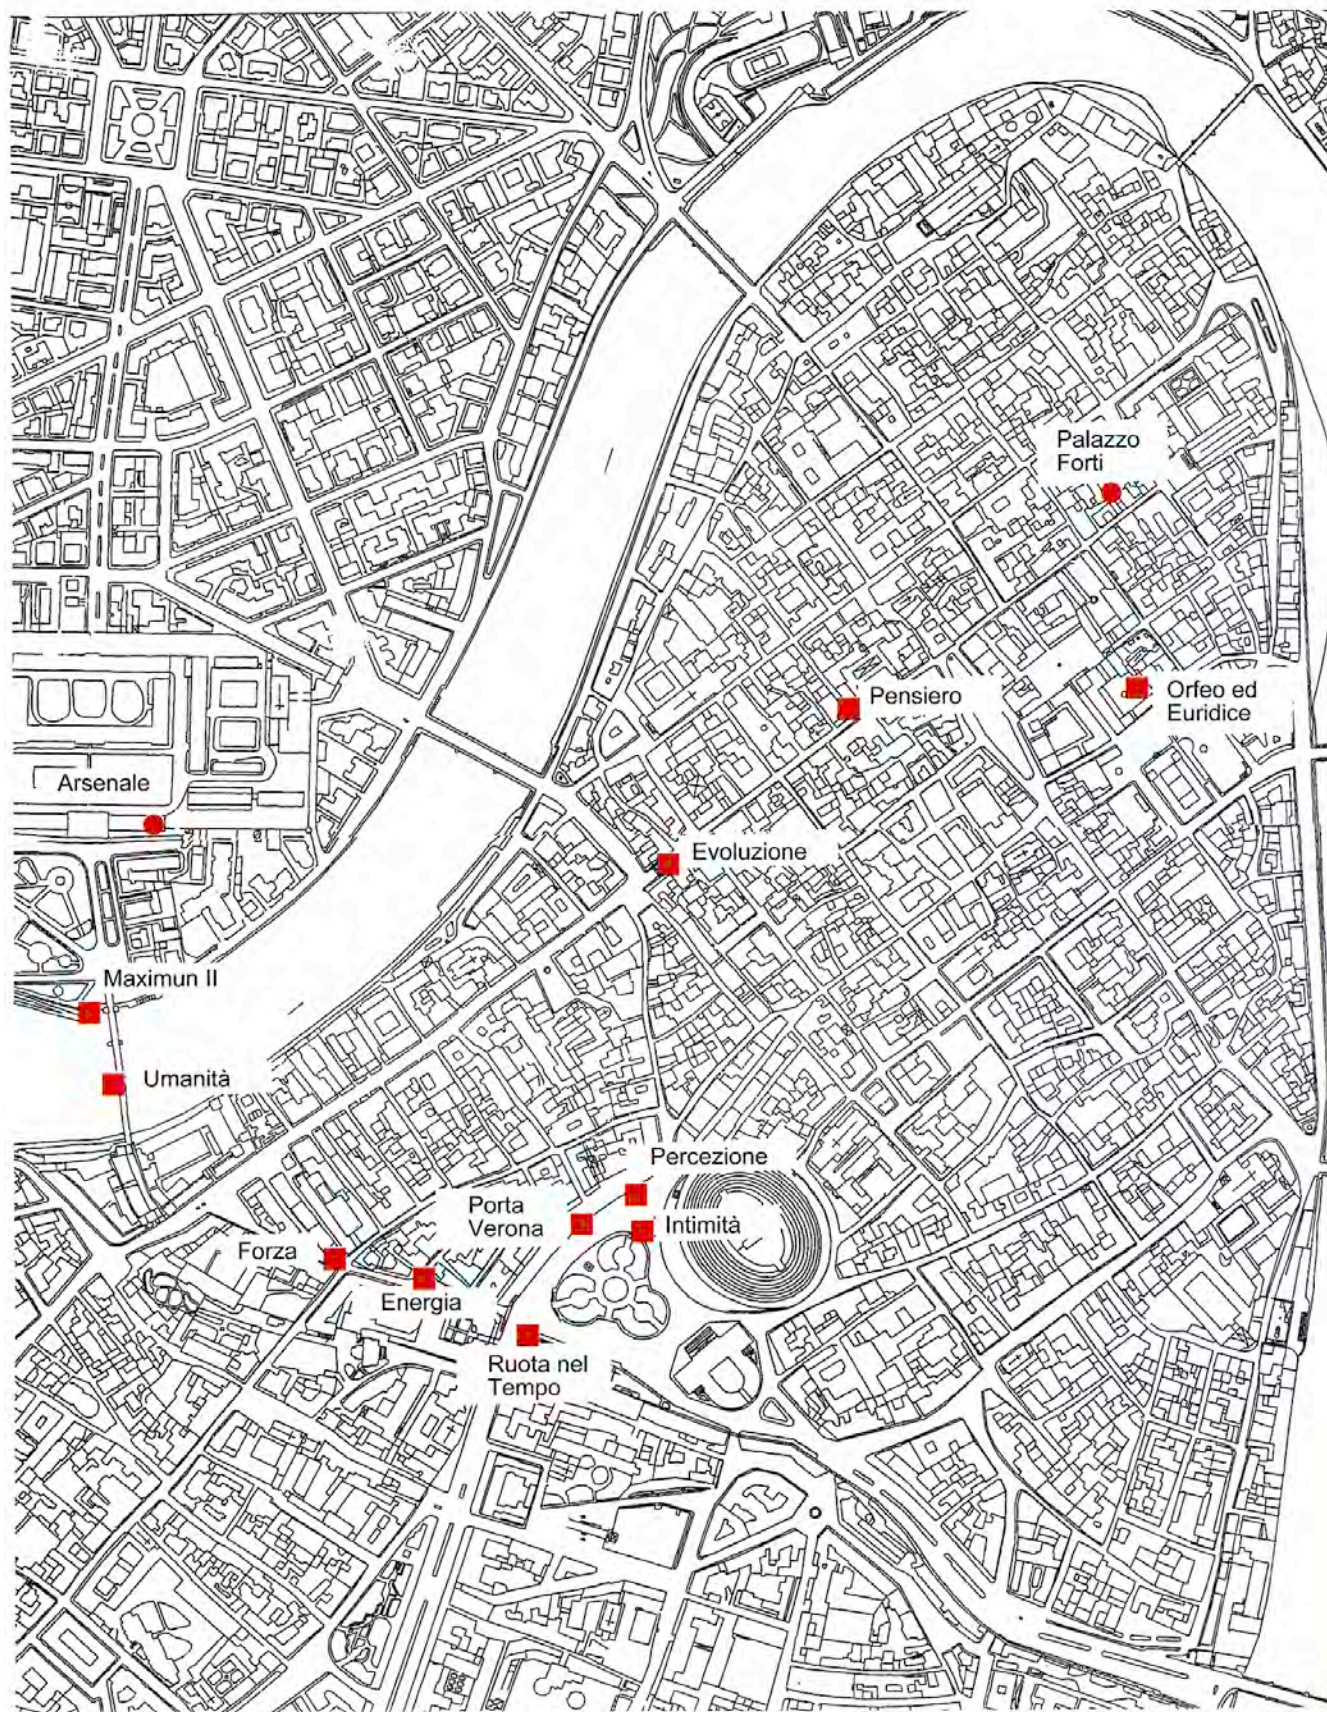 Palazzo
Forti
Pensiero
Orfeo ed
Euridice
Arsenale
Evoluzione
Maximun II
Umanità
Percezione
Porta
Verona
Intimità
Forza
Energia
Ruota nel
Tempo